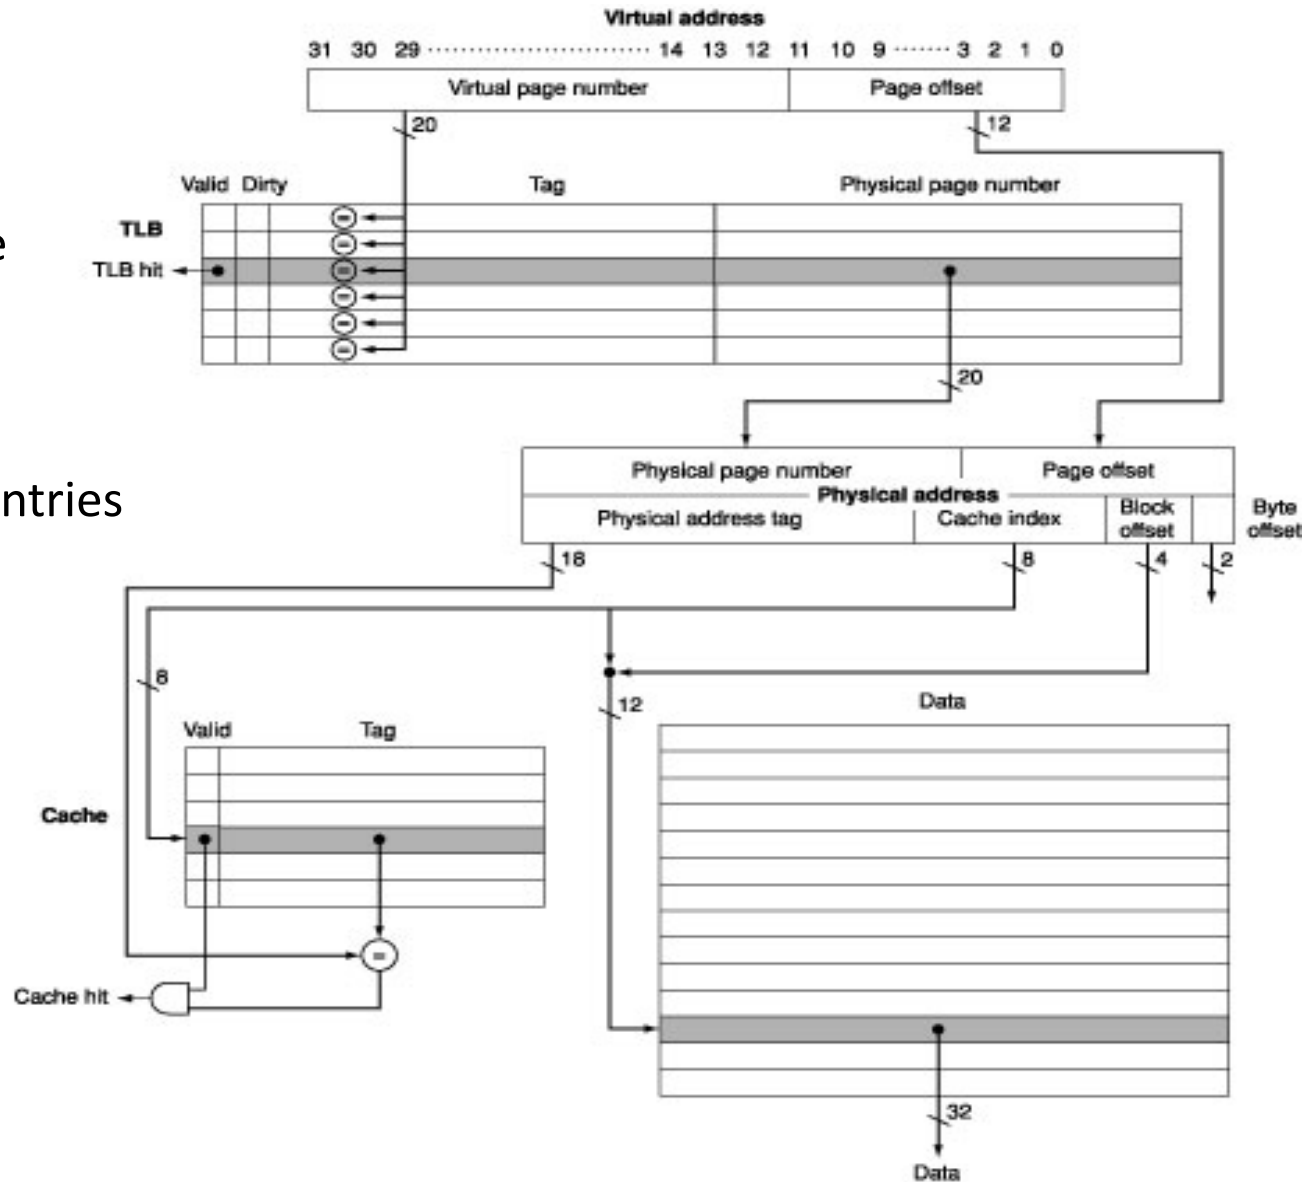 Virtual address
31 30 29 ........................... 14 13 12 11 10 9 ....... 3 2 1 0
Virtual page number Page offset
20 12
Valid Dirty Tag Physical page number
=
TLB
e
=
TLB hit =
=
=
=
20
Physical page number Page offset
ntries
Physical address
Physical address tag Cache index Block offset Byte offset
18 8 4 2
8
12
Data
Valid Tag
Cache
=
Cache hit
32
Data